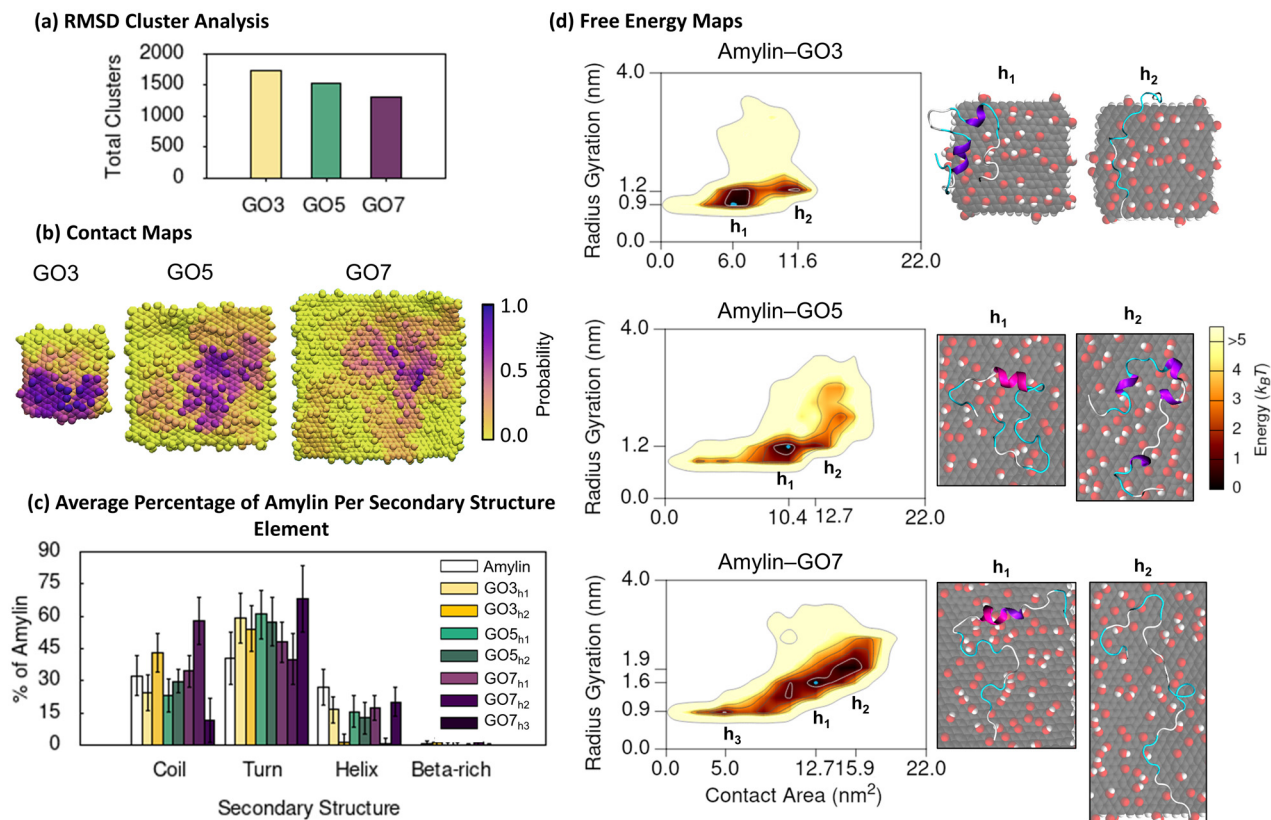 (a) RMSD Cluster Analysis
Total Clusters
2000
1500
1000
500
0
GO3 GO5 GO7
(b) Contact Maps
GO3 GO5 GO7
1.0
0.5
0.0
Probability
(c) Average Percentage of Amylin Per Secondary Structure
Element
% of Amylin
90
75
60
45
30
15
0
Amylin
GO3h1
GO3h2
GO5h1
GO5h2
GO7h1
GO7h2
GO7h3
Coil Turn Helix Beta-rich
Secondary Structure
(d) Free Energy Maps
Amylin–GO3
Radius Gyration (nm)
4.0
1.2
0.9
0.0
h1
h2
0.0 6.0 11.6 22.0
h1
h2
Amylin–GO5
Radius Gyration (nm)
4.0
1.2
0.0
h1
h2
0.0 10.4 12.7 22.0
h1
h2
>5
4
3
2
1
0
Energy (kBT)
Amylin–GO7
Radius Gyration (nm)
4.0
1.9
1.6
0.9
0.0
h3
h1
h2
0.0 5.0 12.7 15.9 22.0
Contact Area (nm²)
h1
h2